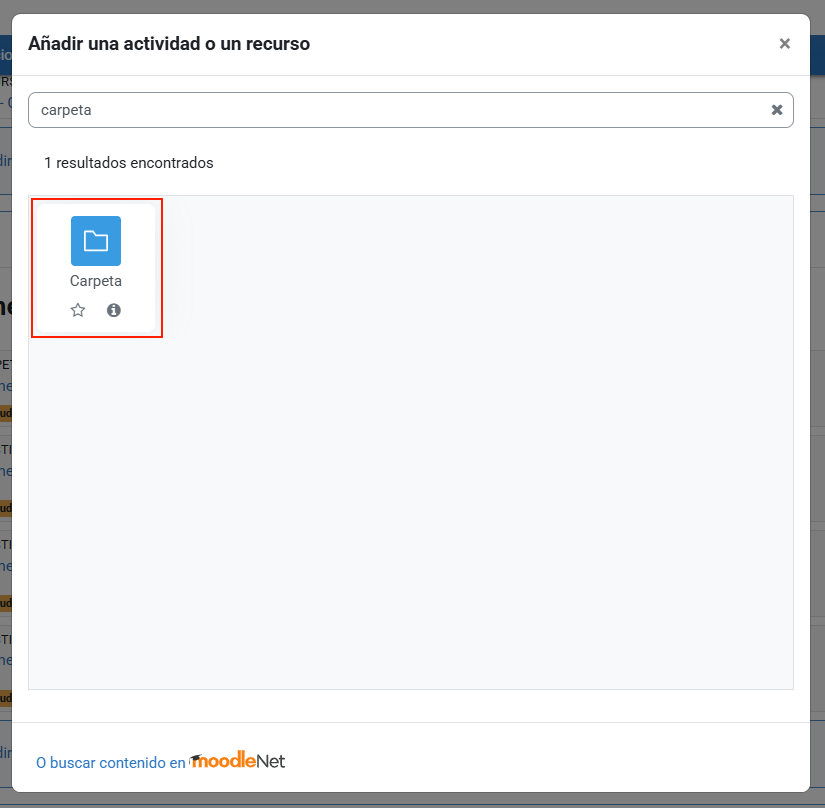 Añadir una actividad o un recurso
carpeta
1 resultados encontrados
Carpeta
O buscar contenido en moodleNet